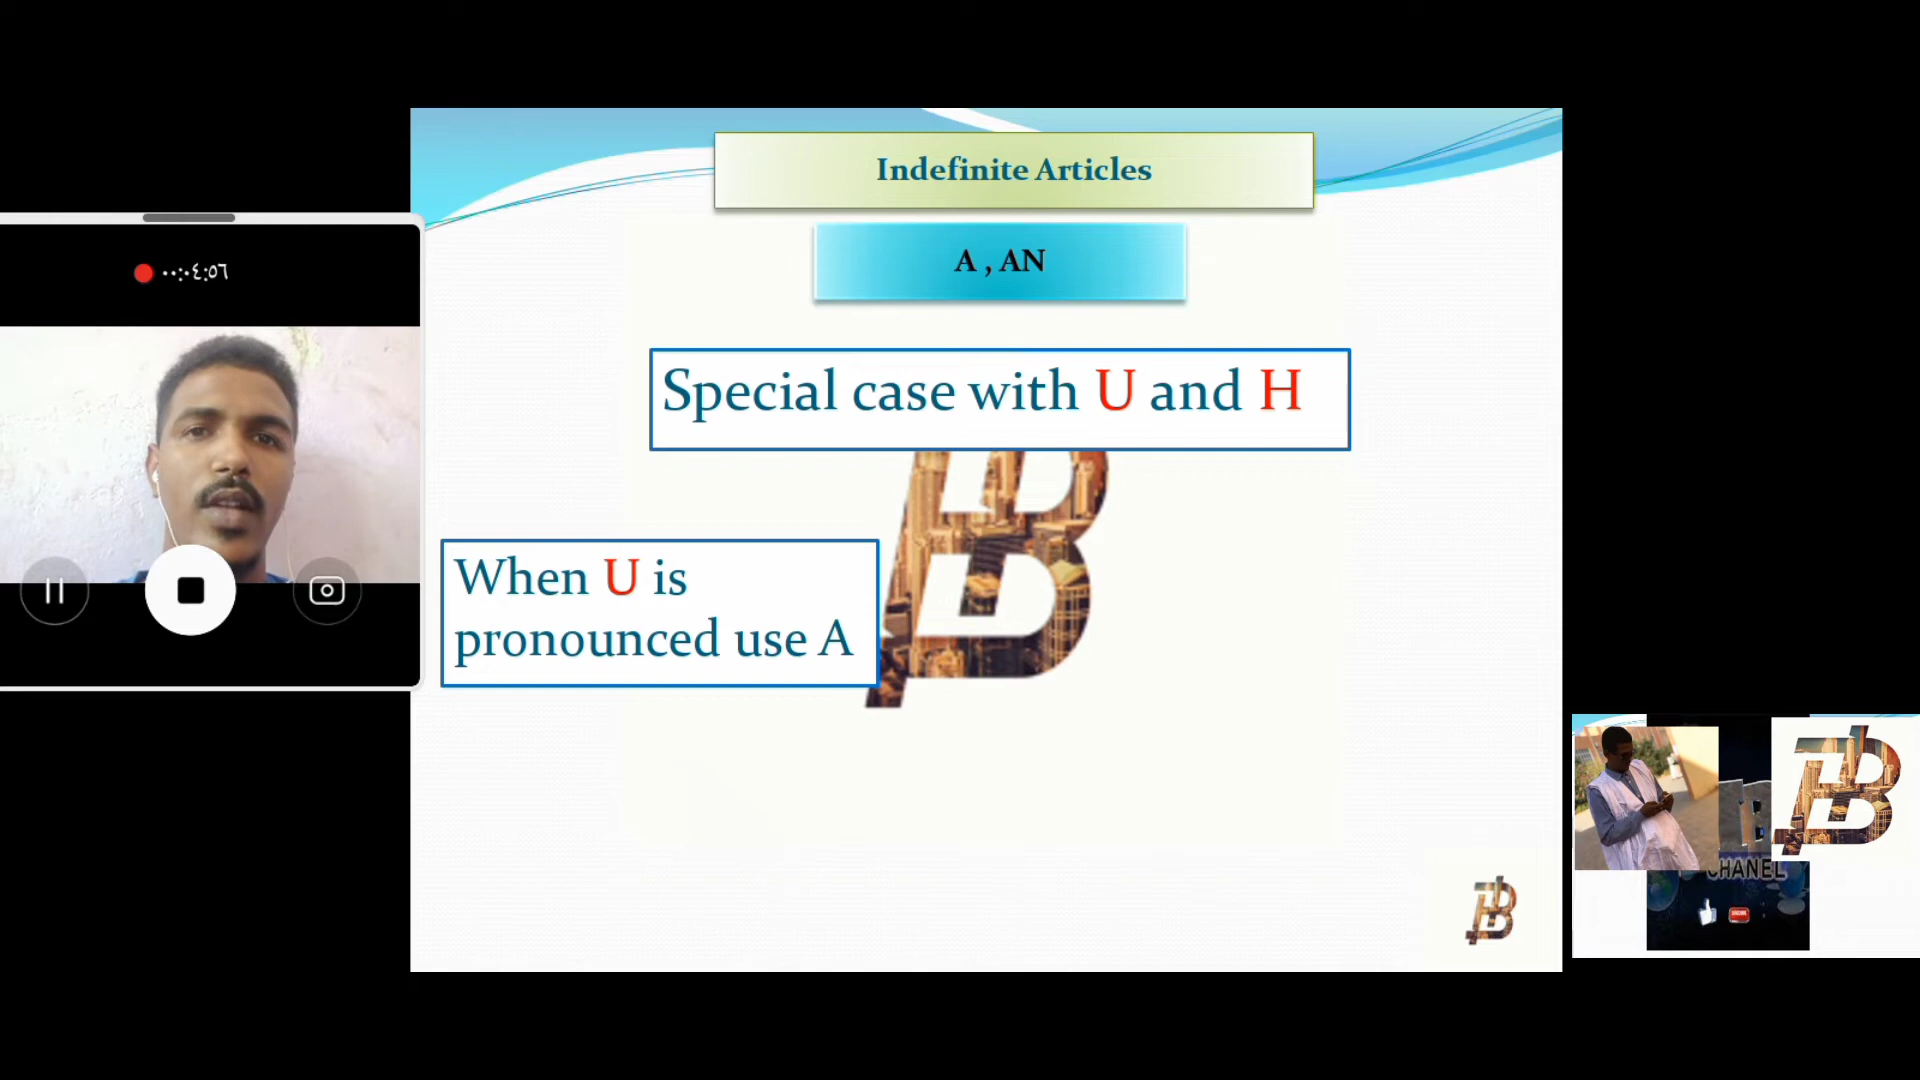 Indefinite Articles
A , AN
٠٠:٠٤:٥٦
Special case with U and H
When U is
pronounced use A
CHANEL